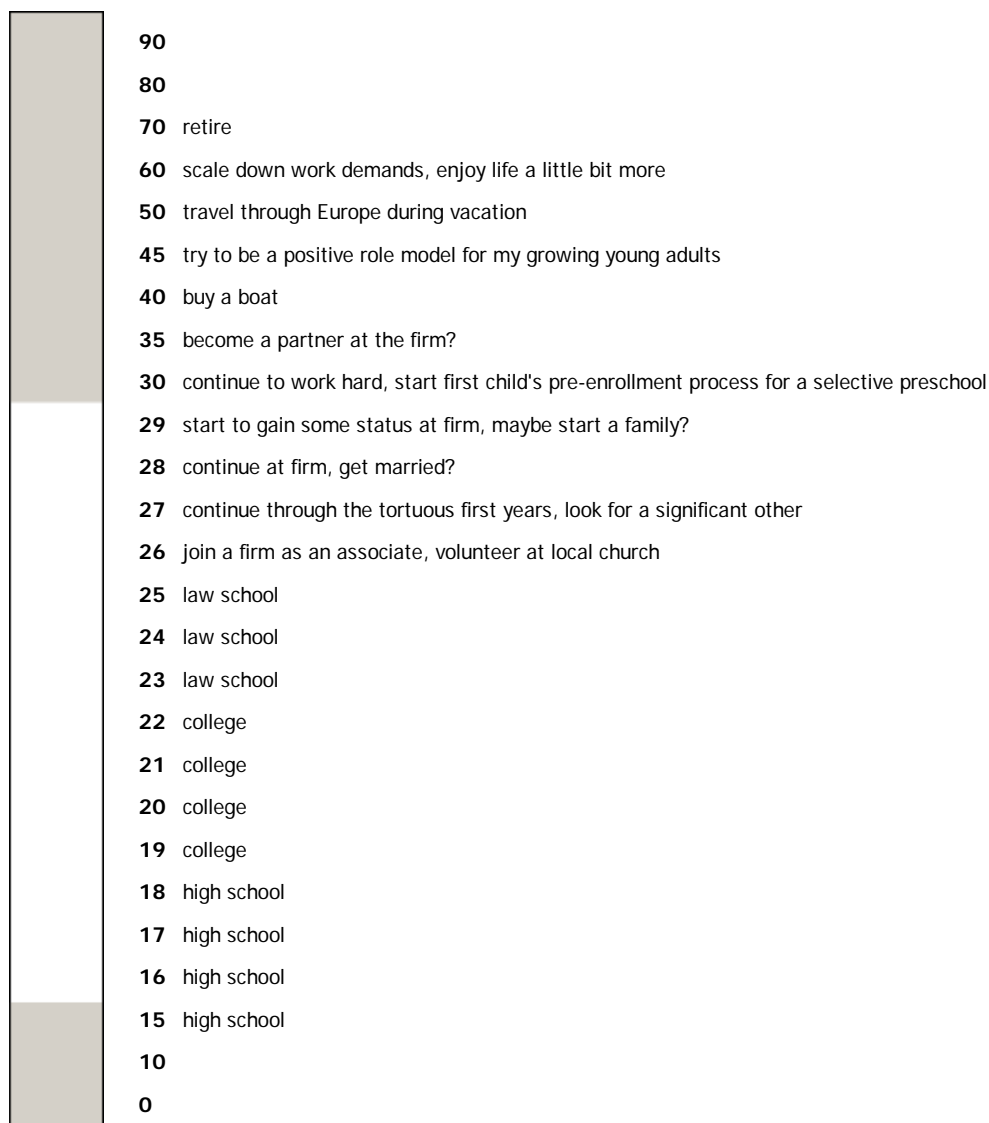 90
80
70 retire
60 scale down work demands, enjoy life a little bit more
50 travel through Europe during vacation
45 try to be a positive role model for my growing young adults
40 buy a boat
35 become a partner at the firm?
30 continue to work hard, start first child's pre-enrollment process for a selective preschool
29 start to gain some status at firm, maybe start a family?
28 continue at firm, get married?
27 continue through the tortuous first years, look for a significant other
26 join a firm as an associate, volunteer at local church
25 law school
24 law school
23 law school
22 college
21 college
20 college
19 college
18 high school
17 high school
16 high school
15 high school
10
0